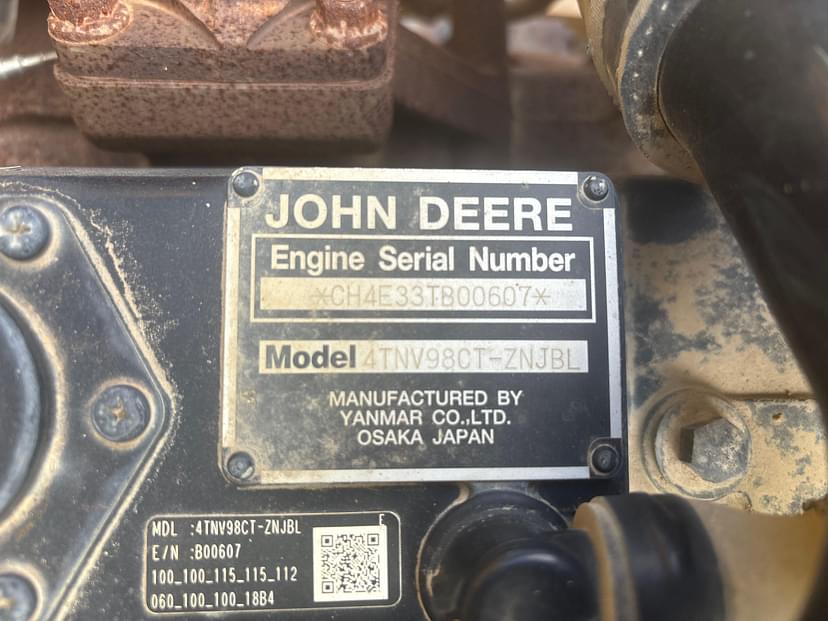 JOHN DEERE
Engine Serial Number
*CH4E33TB00607*
Model 4TNV98CT-ZNJBL
MANUFACTURED BY
YANMAR CO.,LTD.
OSAKA JAPAN
MDL :4TNV98CT-ZNJBL E
E/N :B00607
100_100_115_115_112
060_100_100_18B4